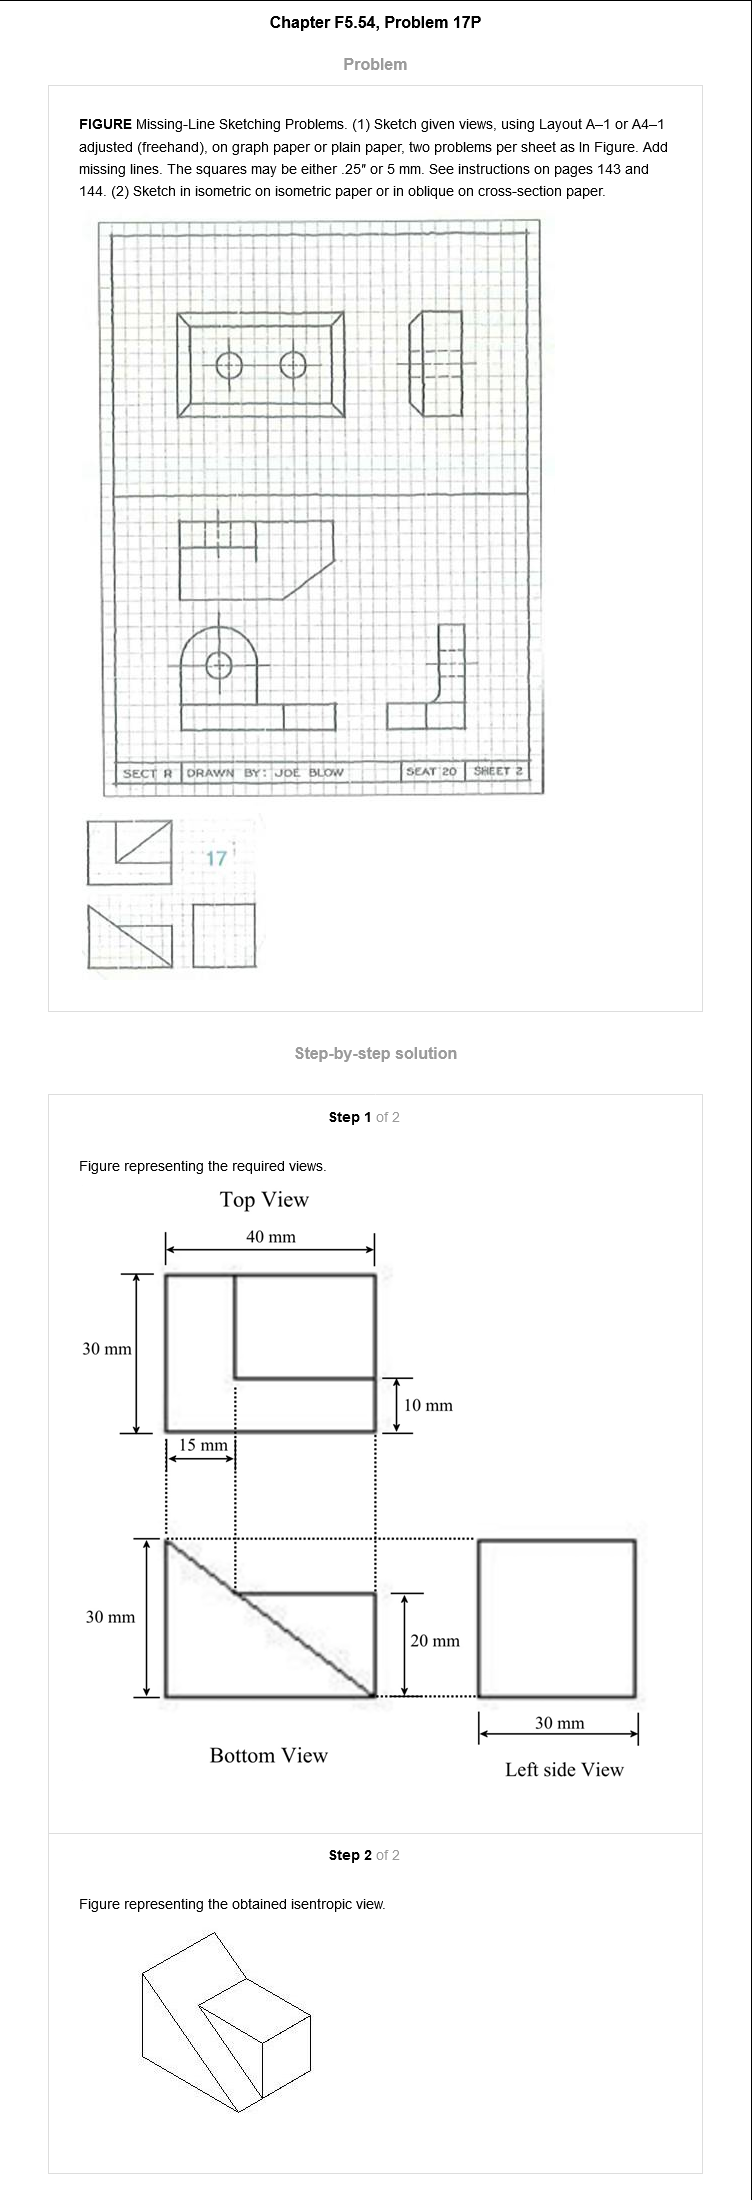 Chapter F5.54, Problem 17P
Problem
FIGURE Missing-Line Sketching Problems. (1) Sketch given views, using Layout A–1 or A4–1
adjusted (freehand), on graph paper or plain paper, two problems per sheet as In Figure. Add
missing lines. The squares may be either .25″ or 5 mm. See instructions on pages 143 and
144. (2) Sketch in isometric on isometric paper or in oblique on cross-section paper.
SECT R DRAWN BY: JOE BLOW SEAT 20 SHEET 2
17
Step-by-step solution
Step 1 of 2
Figure representing the required views.
Top View
40 mm
30 mm
10 mm
15 mm
30 mm
20 mm
30 mm
Bottom View
Left side View
Step 2 of 2
Figure representing the obtained isentropic view.